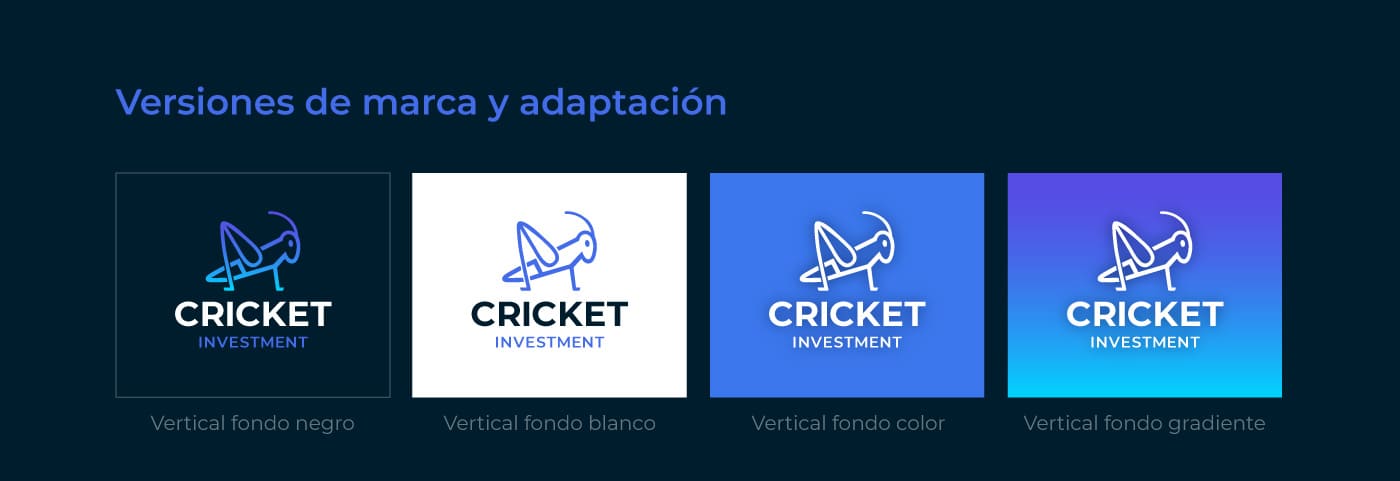 Versiones de marca y adaptación
CRICKET
INVESTMENT
Vertical fondo negro
CRICKET
INVESTMENT
Vertical fondo blanco
CRICKET
INVESTMENT
Vertical fondo color
CRICKET
INVESTMENT
Vertical fondo gradiente